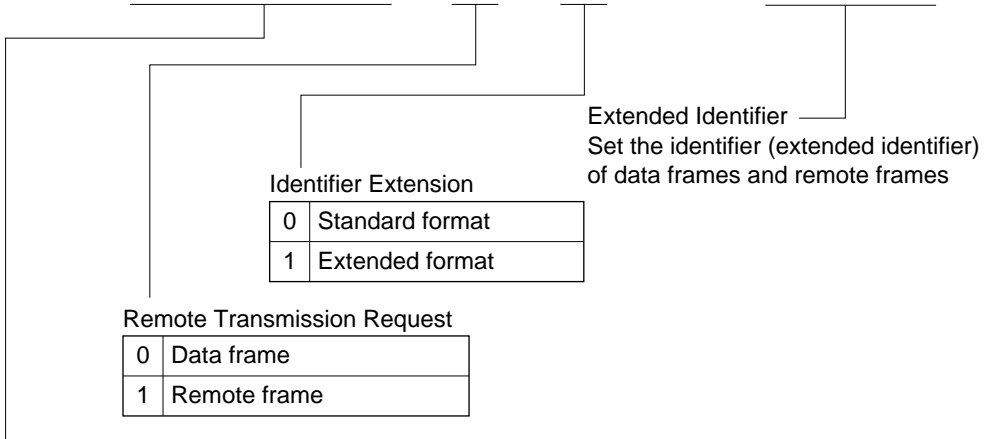 Extended Identifier
Set the identifier (extended identifier)
of data frames and remote frames
Identifier Extension
0 Standard format
1 Extended format
Remote Transmission Request
0 Data frame
1 Remote frame